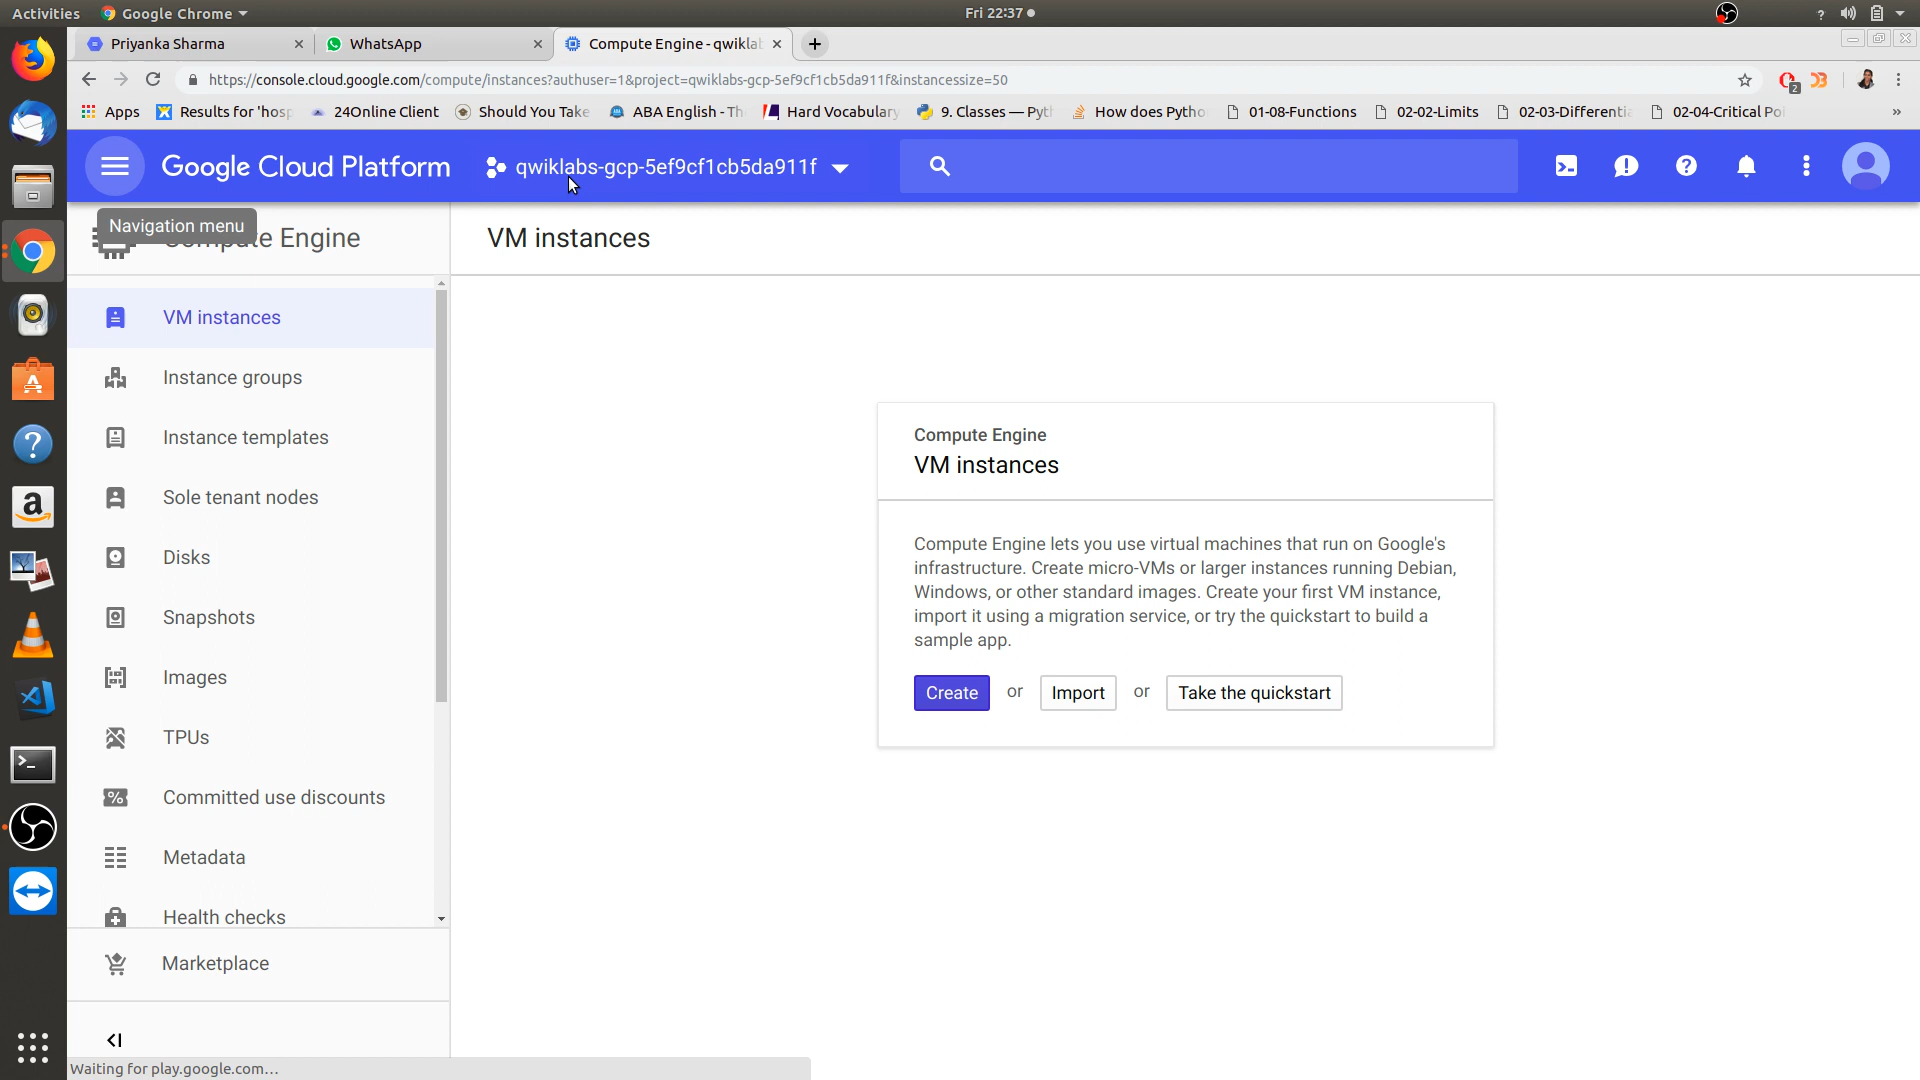 Activities
Google Chrome
Fri 22:37
Priyanka Sharma
WhatsApp
Compute Engine - qwikla
https://console.cloud.google.com/compute/instances?authuser=1&project=qwiklabs-gcp-5ef9cf1cb5da911f&instancessize=50
2
Apps
Results for 'hosp
24Online Client
Should You Take
ABA English - Th
Hard Vocabulary
9. Classes — Pyt
How does Pytho
01-08-Functions
02-02-Limits
02-03-Differentia
02-04-Critical Poi
Google Cloud Platform
qwiklabs-gcp-5ef9cf1cb5da911f
Navigation menu
Engine
VM instances
VM instances
Instance groups
Instance templates
Sole tenant nodes
Disks
Snapshots
Images
TPUs
Committed use discounts
Metadata
Health checks
Marketplace
Compute Engine
VM instances
Compute Engine lets you use virtual machines that run on Google's
infrastructure. Create micro-VMs or larger instances running Debian,
Windows, or other standard images. Create your first VM instance,
import it using a migration service, or try the quickstart to build a
sample app.
Create or Import or Take the quickstart
Waiting for play.google.com...